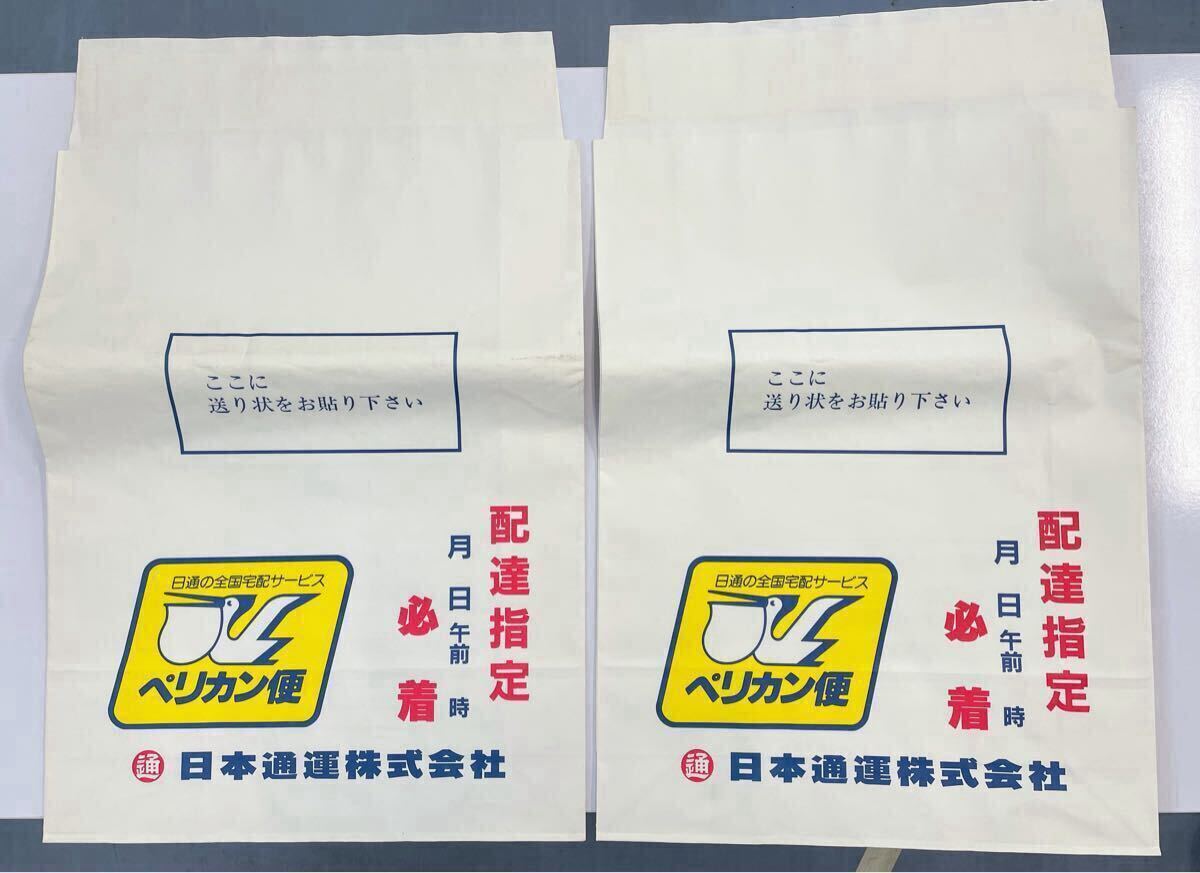 ここに
送り状をお貼り下さい
配達指定
月日午前時
必着
日通の全国宅配サービス
ペリカン便
通 日本通運株式会社
ここに
送り状をお貼り下さい
配達指定
月日午前時
必着
日通の全国宅配サービス
ペリカン便
通 日本通運株式会社